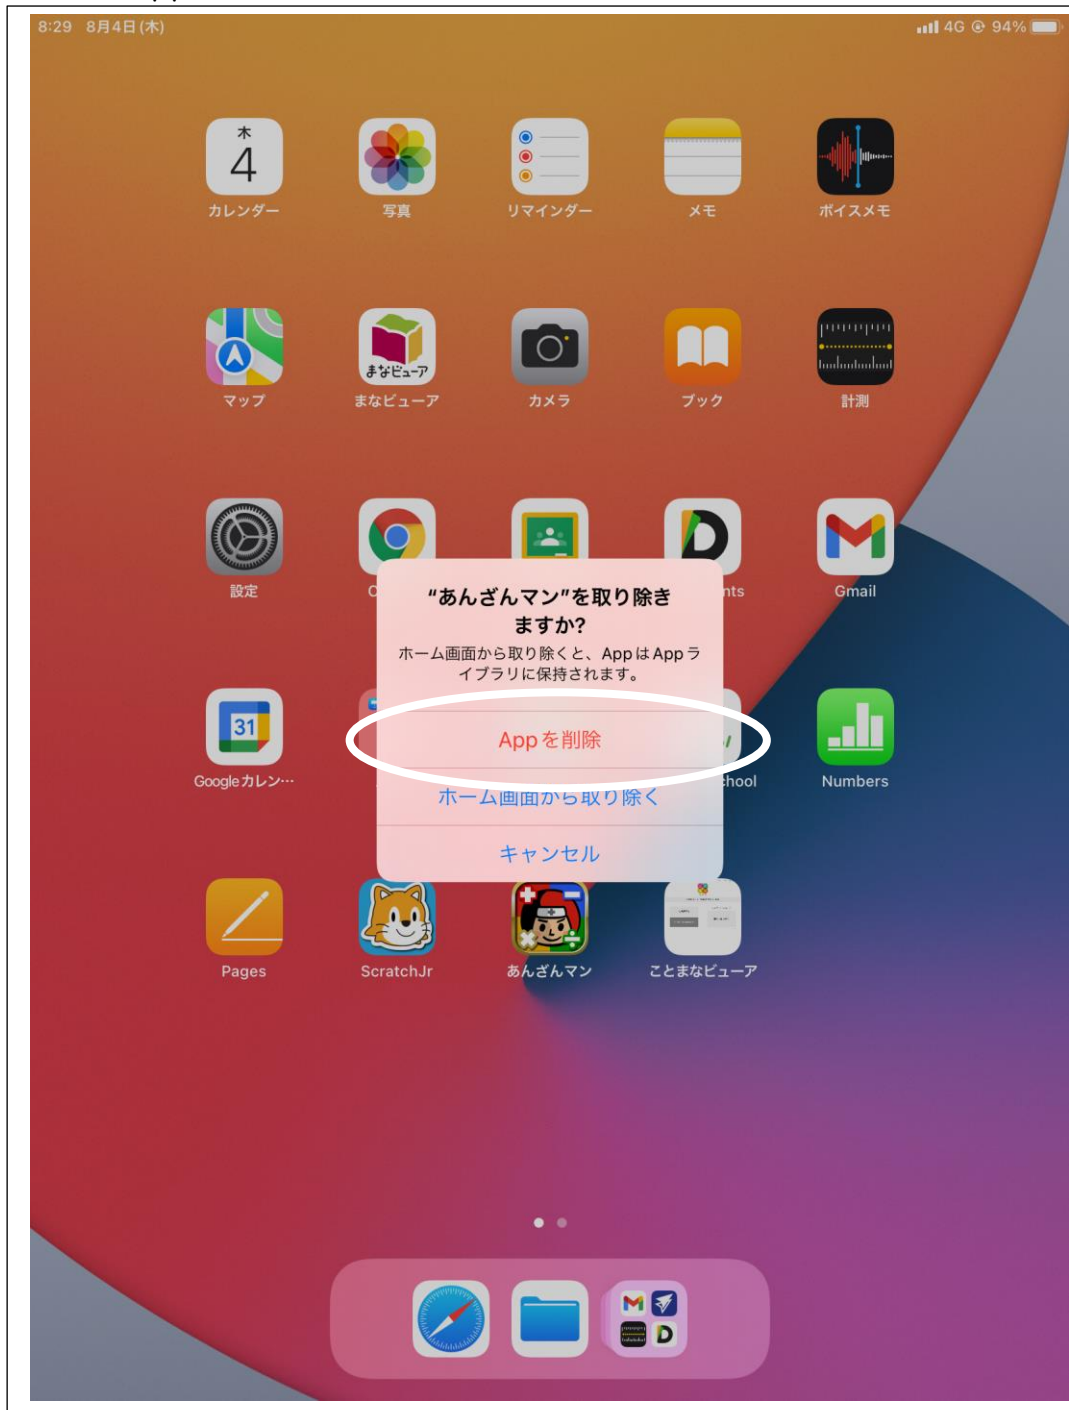 8:29 8月4日(木)
4G 94%
木
4
カレンダー
写真
リマインダー
メモ
ボイスメモ
まなビューア
マップ
まなビューア
カメラ
ブック
計測
設定
C
nts
Gmail
“あんざんマン”を取り除き
ますか?
ホーム画面から取り除くと、AppはAppラ
イブラリに保持されます。
Appを削除
ホーム画面から取り除く
キャンセル
31
Googleカレン…
chool
Numbers
Pages
ScratchJr
あんざんマン
ことまなビューア